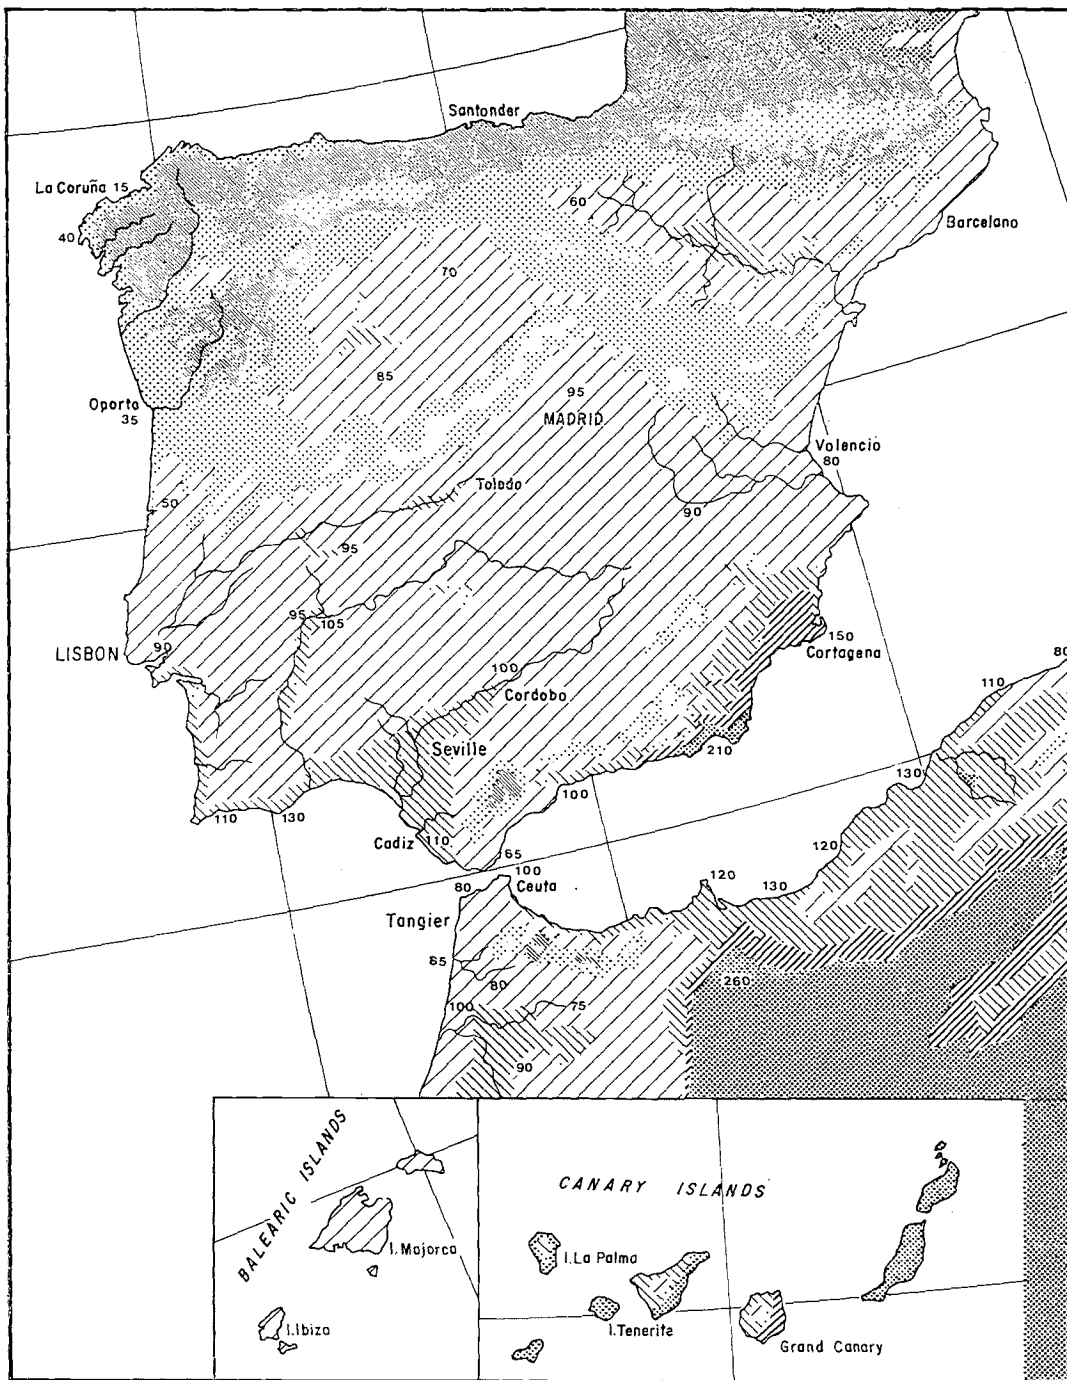 Santonder
La Coruña 15
40
60
Barcelano
70
85
95
Oporto
35
MADRID
Volencio
80
Toledo
50
90
95
95
105
150
Cortagena
LISBON
90
80
100
110
Cordobo
Seville
210
130
100
110
130
Cadiz
110
120
65
100
Ceuta
80
120
130
Tangier
65
80
260
100
75
90
BALEARIC ISLANDS
CANARY ISLANDS
I. Majorca
I. La Palma
I. Ibiza
I. Tenerite
Grand Canary